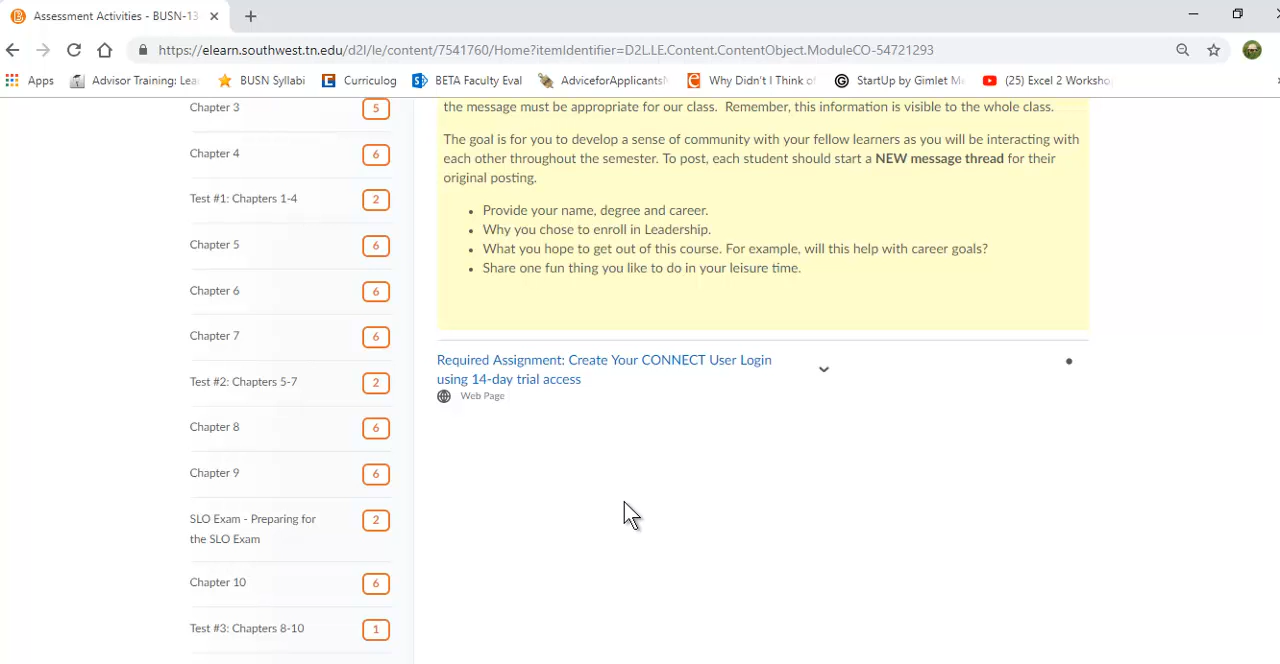 Assessment Activities - BUSN-13
https://elearn.southwest.tn.edu/d2l/le/content/7541760/Home?itemIdentifier=D2L.LE.Content.ContentObject.ModuleCO-54721293
Apps Advisor Training: Lea BUSN Syllabi Curriculog BETA Faculty Eval AdviceforApplicants Why Didn't I Think of StartUp by Gimlet Me (25) Excel 2 Worksho
Chapter 3 5
Chapter 4 6
Test #1: Chapters 1-4 2
Chapter 5 6
Chapter 6 6
Chapter 7 6
Test #2: Chapters 5-7 2
Chapter 8 6
Chapter 9 6
SLO Exam - Preparing for
the SLO Exam 2
Chapter 10 6
Test #3: Chapters 8-10 1
the message must be appropriate for our class. Remember, this information is visible to the whole class.
The goal is for you to develop a sense of community with your fellow learners as you will be interacting with
each other throughout the semester. To post, each student should start a NEW message thread for their
original posting.
• Provide your name, degree and career.
• Why you chose to enroll in Leadership.
• What you hope to get out of this course. For example, will this help with career goals?
• Share one fun thing you like to do in your leisure time.
Required Assignment: Create Your CONNECT User Login
using 14-day trial access
Web Page